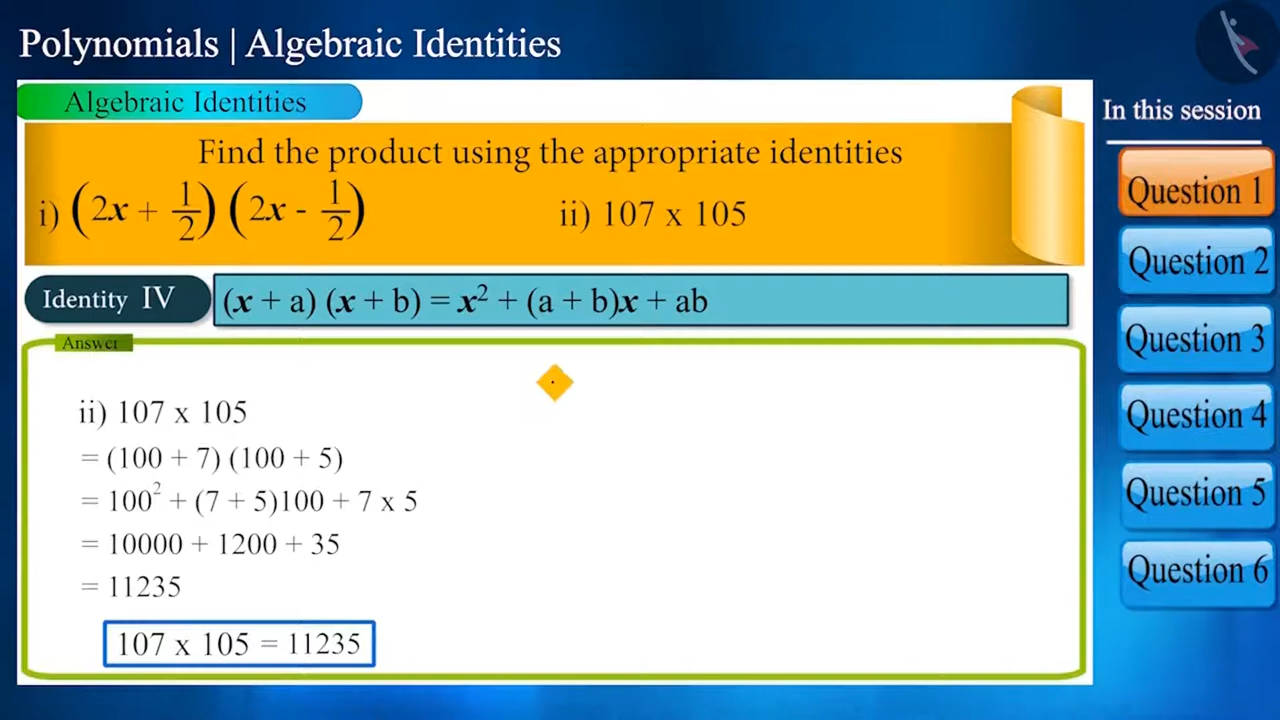 Polynomials | Algebraic Identities
Algebraic Identities
Find the product using the appropriate identities
i) (2x + 1/2) (2x - 1/2) ii) 107 x 105
Identity IV (x + a) (x + b) = x² + (a + b)x + ab
Answer
ii) 107 x 105
= (100 + 7) (100 + 5)
= 100² + (7 + 5)100 + 7 x 5
= 10000 + 1200 + 35
= 11235
107 x 105 = 11235
In this session
Question 1
Question 2
Question 3
Question 4
Question 5
Question 6